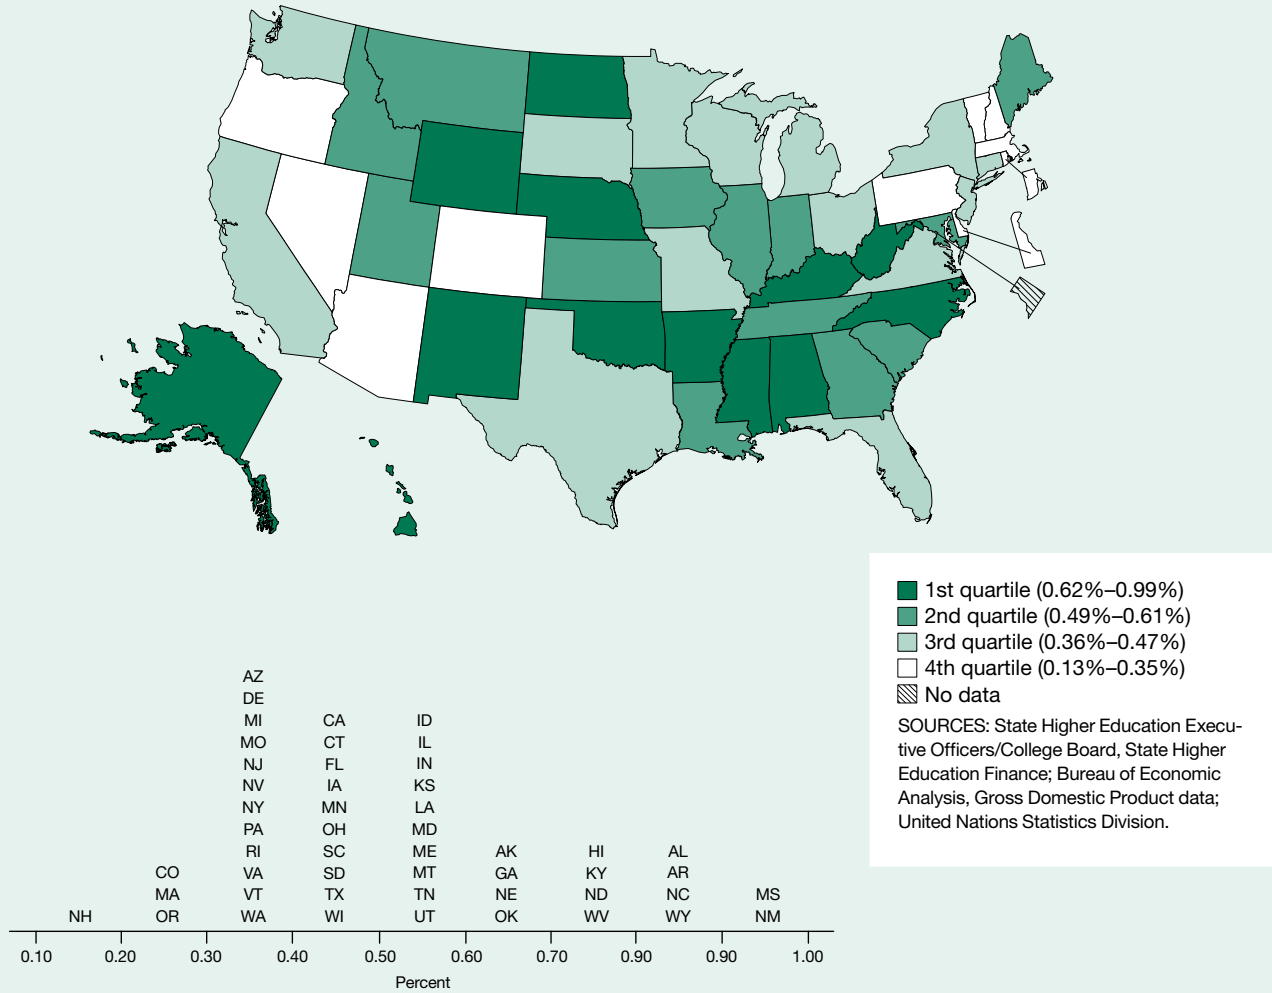 1st quartile (0.62%–0.99%)
2nd quartile (0.49%–0.61%)
3rd quartile (0.36%–0.47%)
4th quartile (0.13%–0.35%)
No data
SOURCES: State Higher Education Execu-
tive Officers/College Board, State Higher
Education Finance; Bureau of Economic
Analysis, Gross Domestic Product data;
United Nations Statistics Division.
AZ
DE
MI CA ID
MO CT IL
NJ FL IN
NV IA KS
NY MN LA
PA OH MD
RI SC ME AK HI AL
CO VA SD MT GA KY AR
MA VT TX TN NE ND NC MS
NH OR WA WI UT OK WV WY NM
0.10 0.20 0.30 0.40 0.50 0.60 0.70 0.90 0.90 1.00
Percent